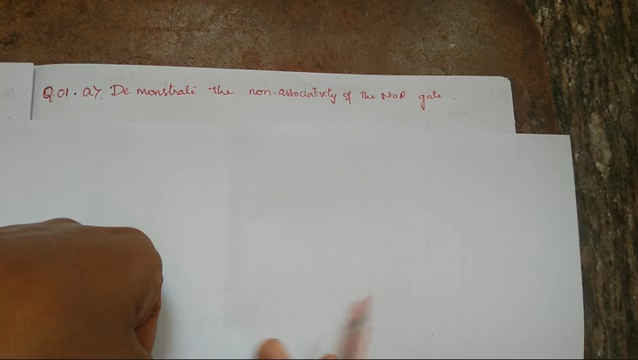 Q.01. a). Demonstrate the non-associativity of the NOR gate.